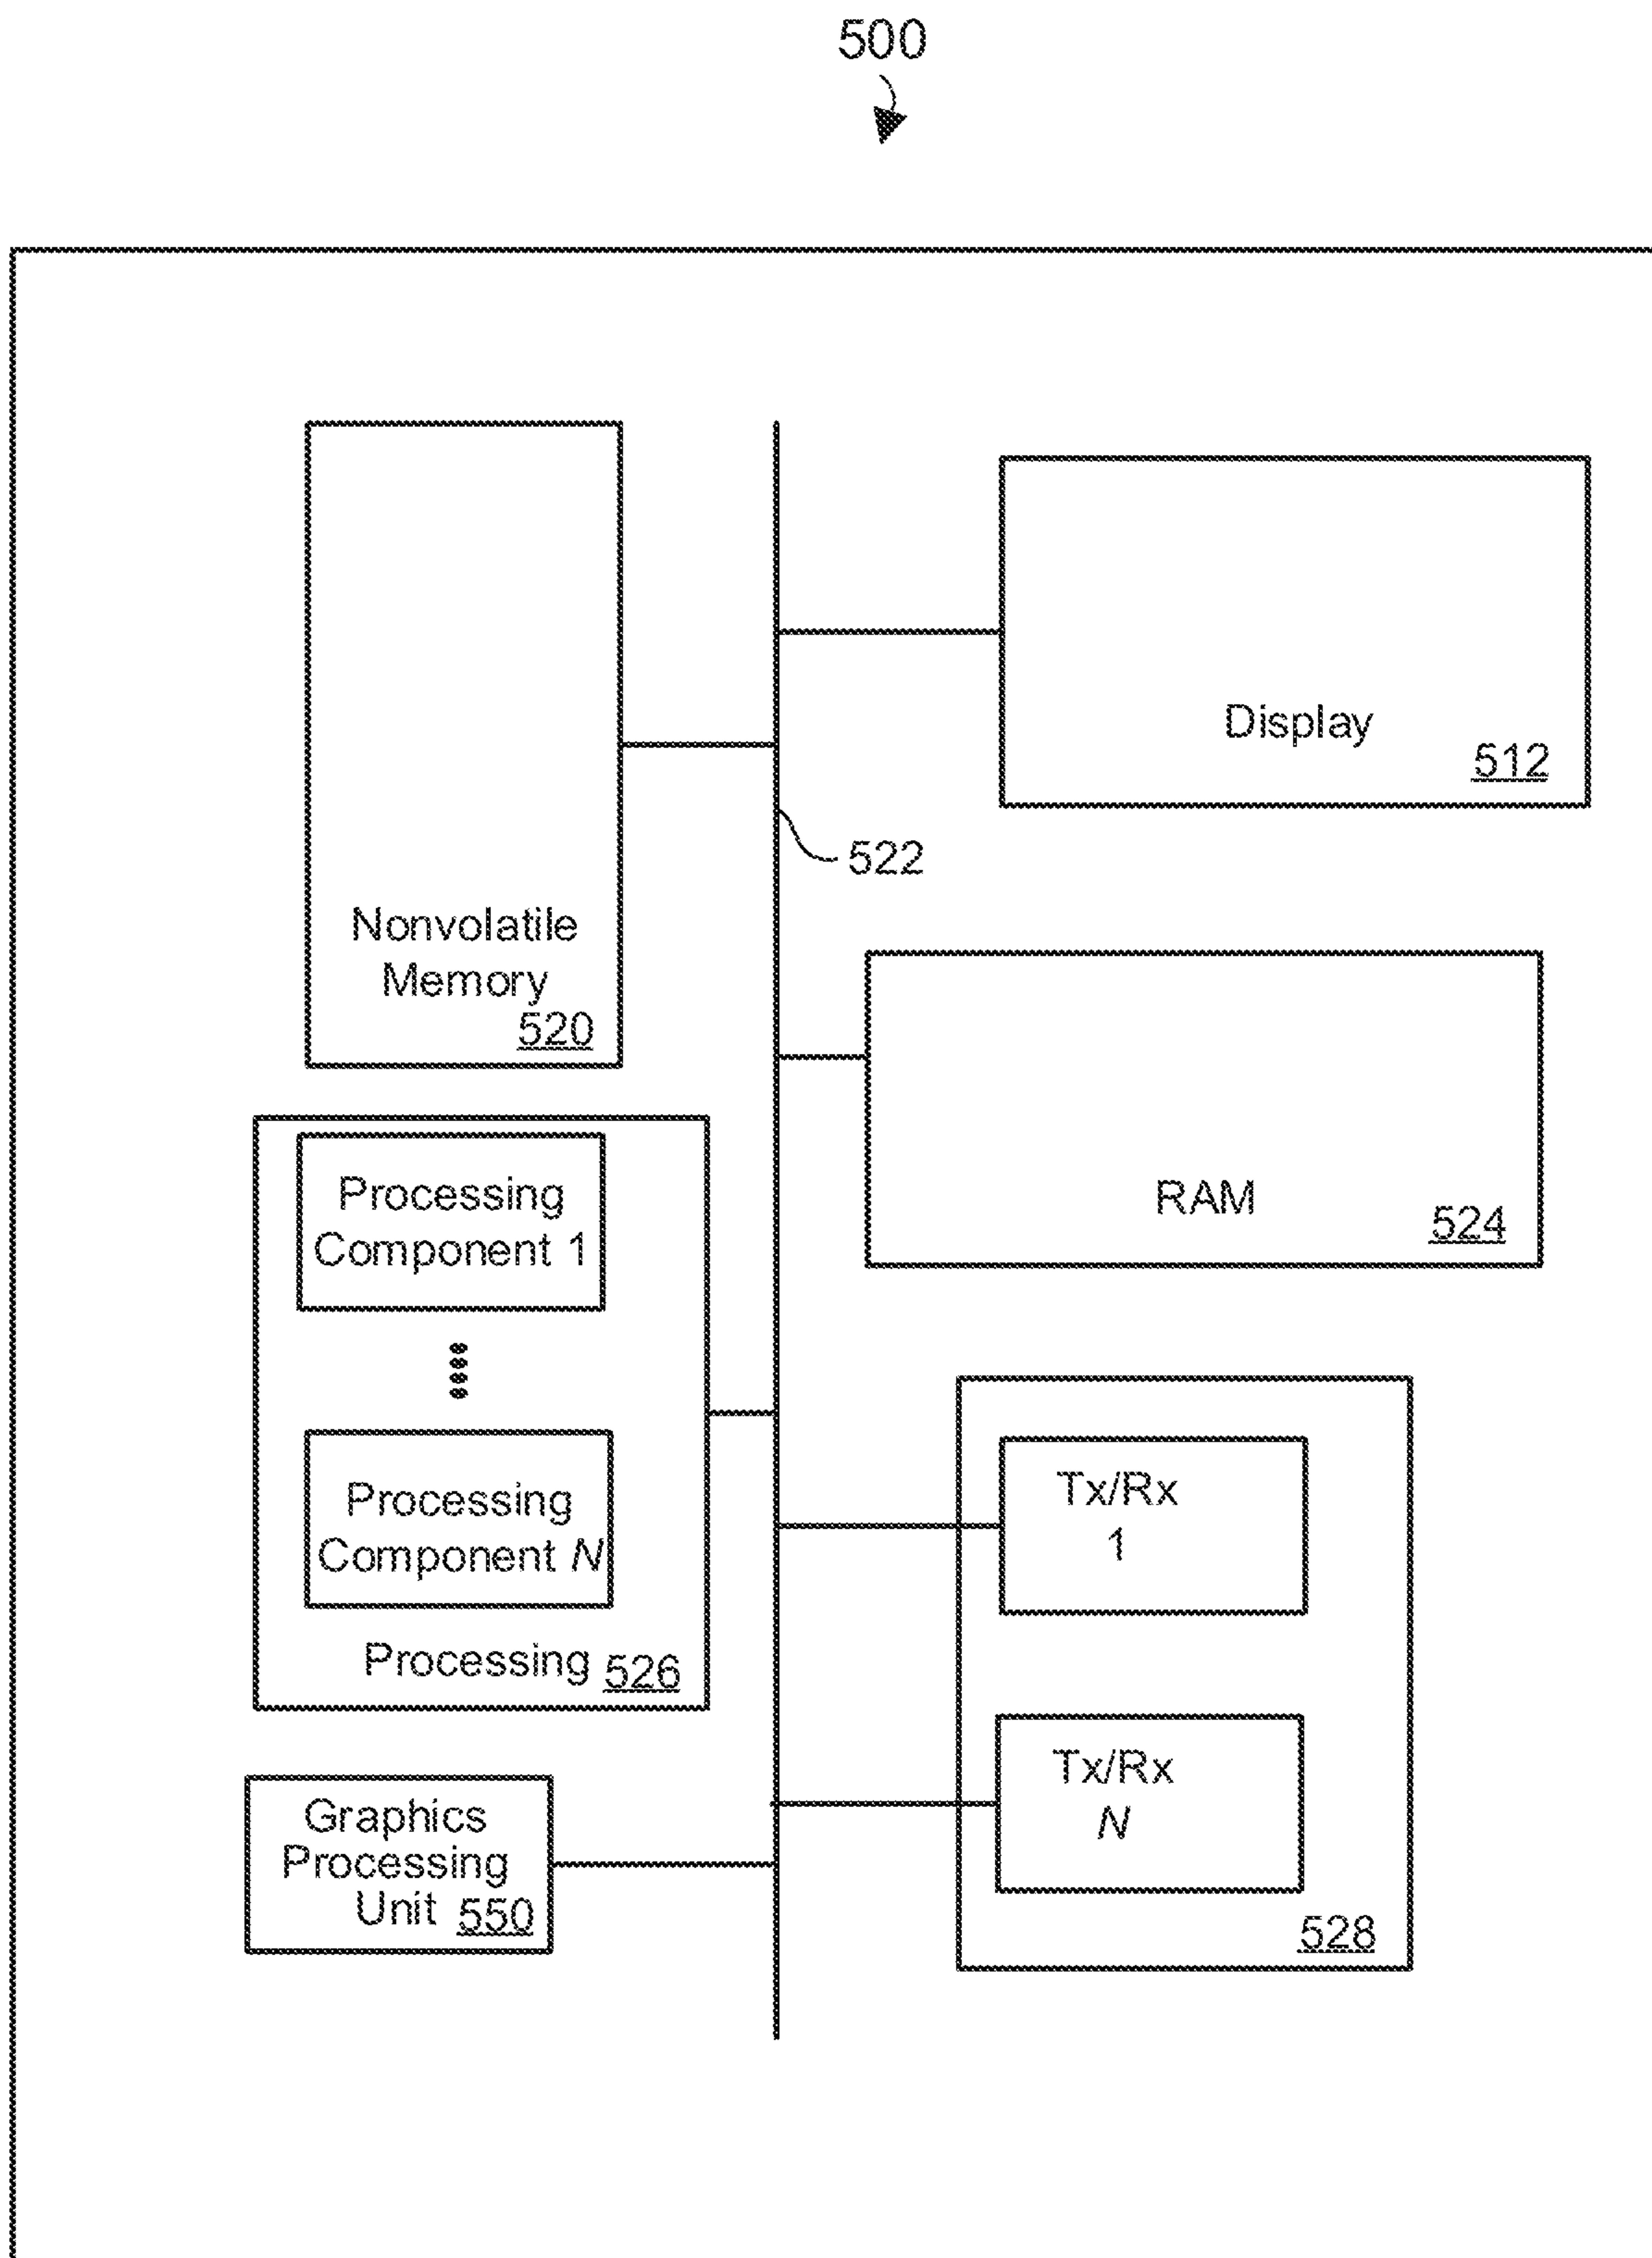 500
Display
512
522
Nonvolatile
Memory
520
RAM
524
Processing
Component 1
Processing
Component N
Processing 526
Tx/Rx
1
Tx/Rx
N
528
Graphics
Processing
Unit 550